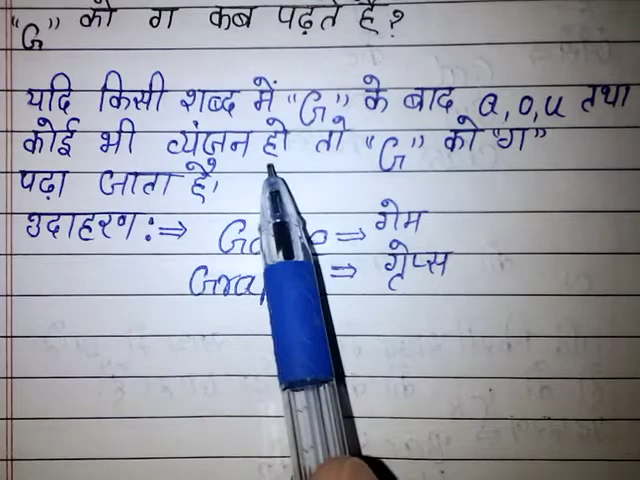 "G" को ग कब पढ़ते है?
यदि किसी शब्द में "G" के बाद a, o, u तथा
कोई भी व्यंजन हो तो "G" को "ग"
पढ़ा जाता है।
उदाहरण :⇒ ⇒ गेम
⇒ ग्रेप्स